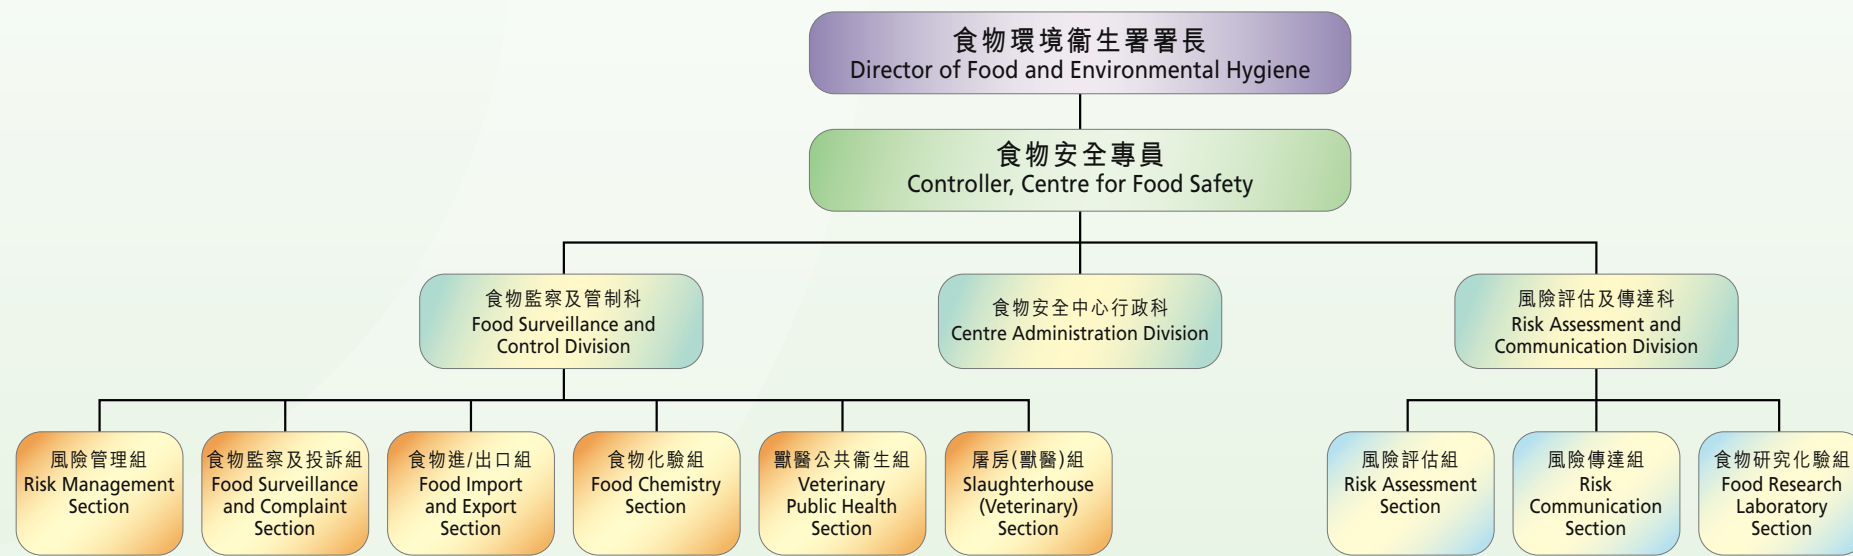 食物環境衞生署署長
Director of Food and Environmental Hygiene
食物安全專員
Controller, Centre for Food Safety
食物監察及管制科
Food Surveillance and
Control Division
食物安全中心行政科
Centre Administration Division
風險評估及傳達科
Risk Assessment and
Communication Division
風險管理組
Risk Management
Section
食物監察及投訴組
Food Surveillance
and Complaint
Section
食物進/出口組
Food Import
and Export
Section
食物化驗組
Food Chemistry
Section
獸醫公共衞生組
Veterinary
Public Health
Section
屠房(獸醫)組
Slaughterhouse
(Veterinary)
Section
風險評估組
Risk Assessment
Section
風險傳達組
Risk
Communication
Section
食物研究化驗組
Food Research
Laboratory
Section